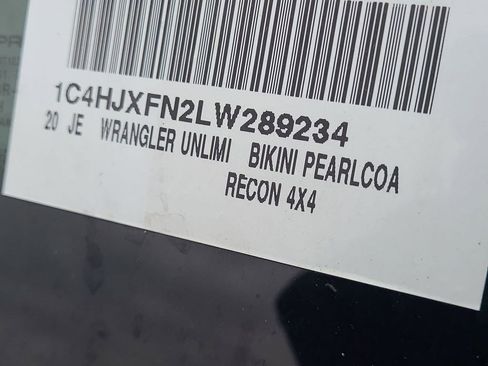 1C4HJXFN2LW289234
20 JE WRANGLER UNLIMI BIKINI PEARLCOA
RECON 4X4